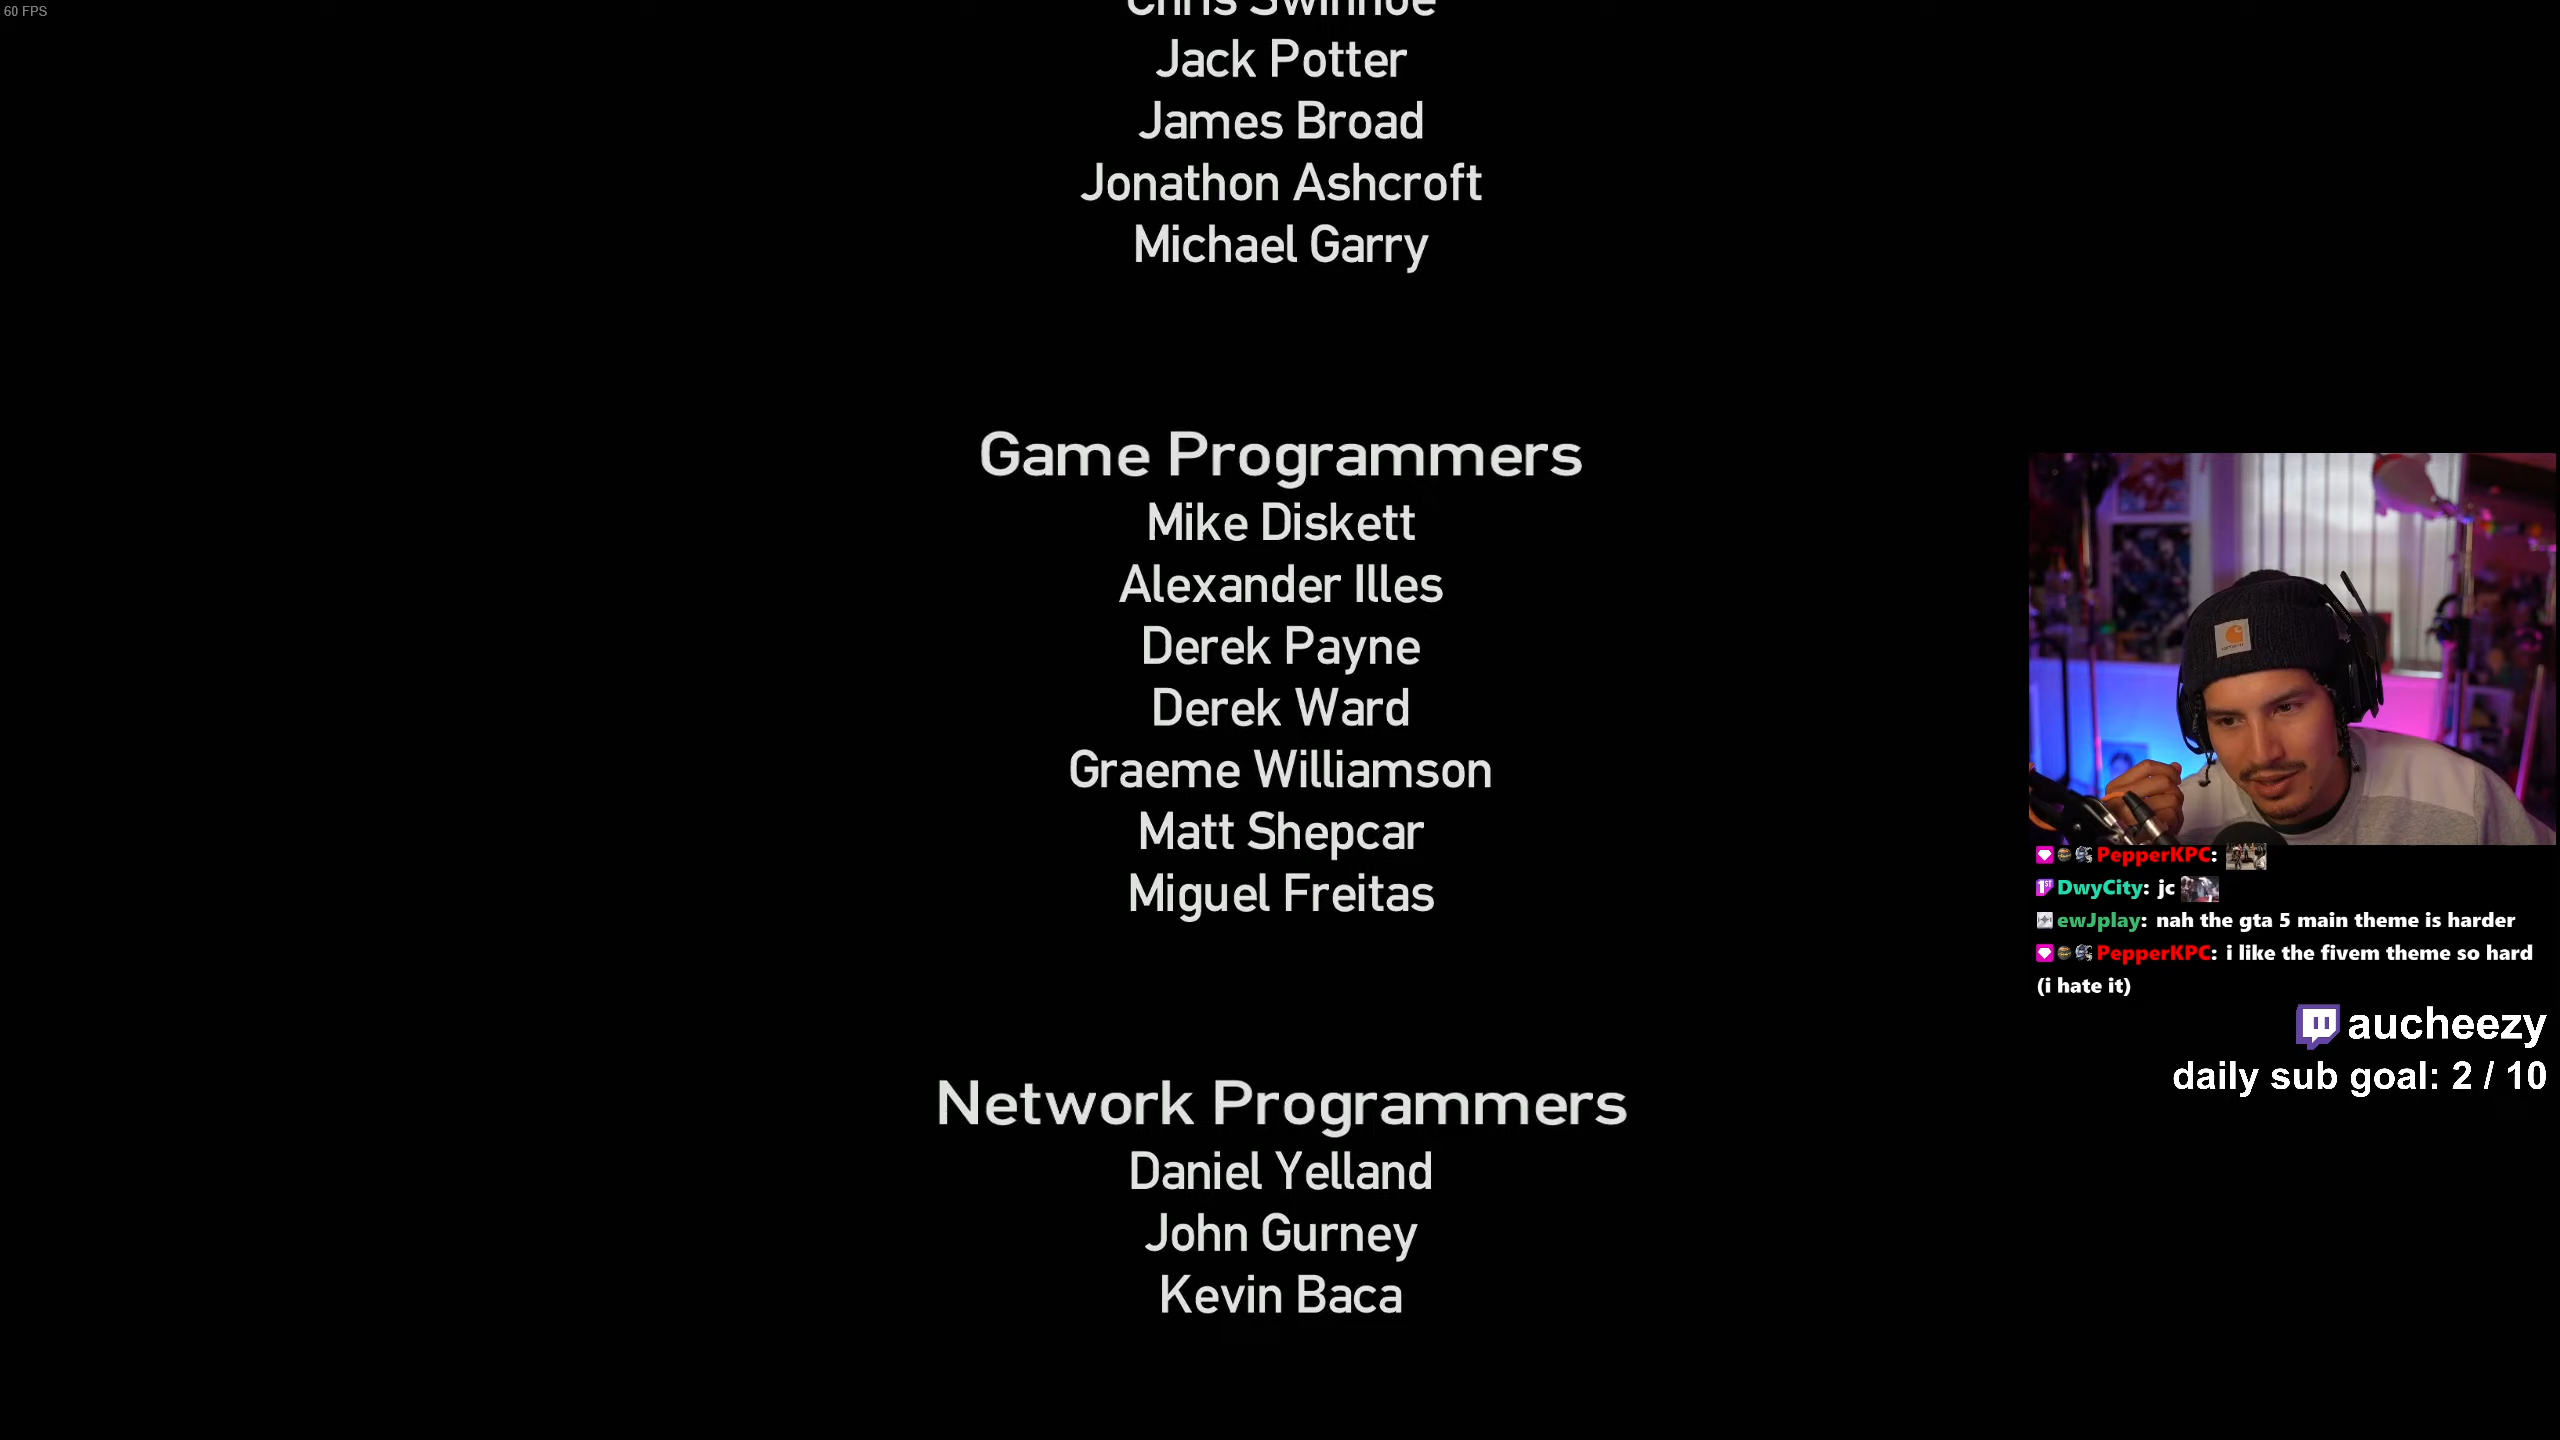 60 FPS
Chris Swinhoe
Jack Potter
James Broad
Jonathon Ashcroft
Michael Garry
Game Programmers
Mike Diskett
Alexander Illes
Derek Payne
Derek Ward
Graeme Williamson
Matt Shepcar
Miguel Freitas
Network Programmers
Daniel Yelland
John Gurney
Kevin Baca
PepperKPC:
1ST DwyCity: jc
ewJplay: nah the gta 5 main theme is harder
PepperKPC: i like the fivem theme so hard
(i hate it)
aucheezy
daily sub goal: 2 / 10